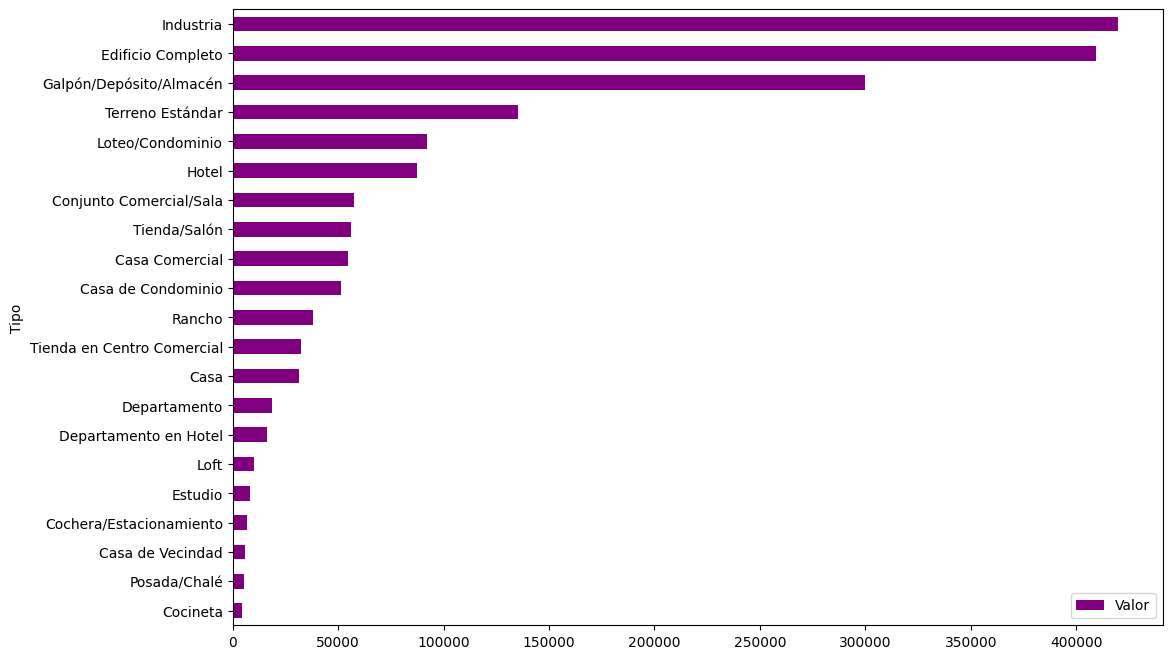 Industria
Edificio Completo
Galpón/Depósito/Almacén
Terreno Estándar
Loteo/Condominio
Hotel
Conjunto Comercial/Sala
Tienda/Salón
Casa Comercial
Casa de Condominio
Rancho
Tienda en Centro Comercial
Casa
Departamento
Departamento en Hotel
Loft
Estudio
Cochera/Estacionamiento
Casa de Vecindad
Posada/Chalé
Cocineta
Tipo
Valor
0 50000 100000 150000 200000 250000 300000 350000 400000